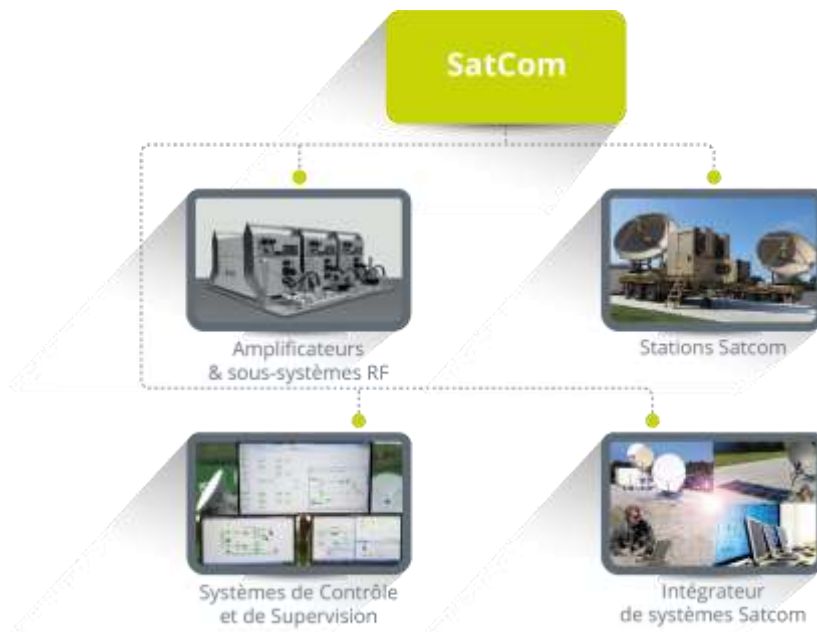 SatCom
Amplificateurs
& sous-systèmes RF
Stations Satcom
Systèmes de Contrôle
et de Supervision
Intégrateur
de systèmes Satcom